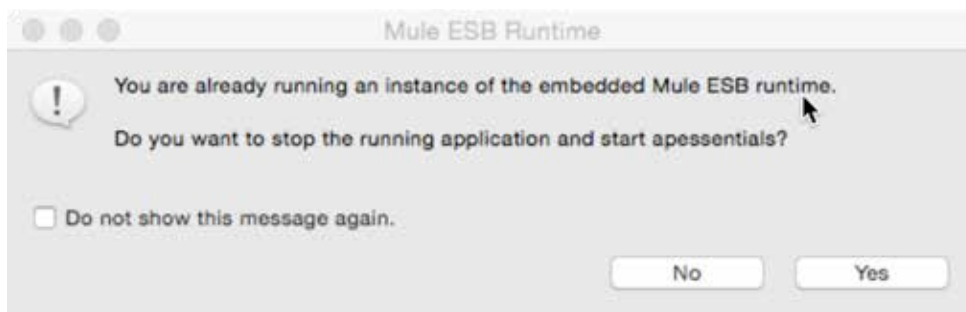 Mule ESB Runtime
You are already running an instance of the embedded Mule ESB runtime.
Do you want to stop the running application and start apessentials?
Do not show this message again.
No
Yes